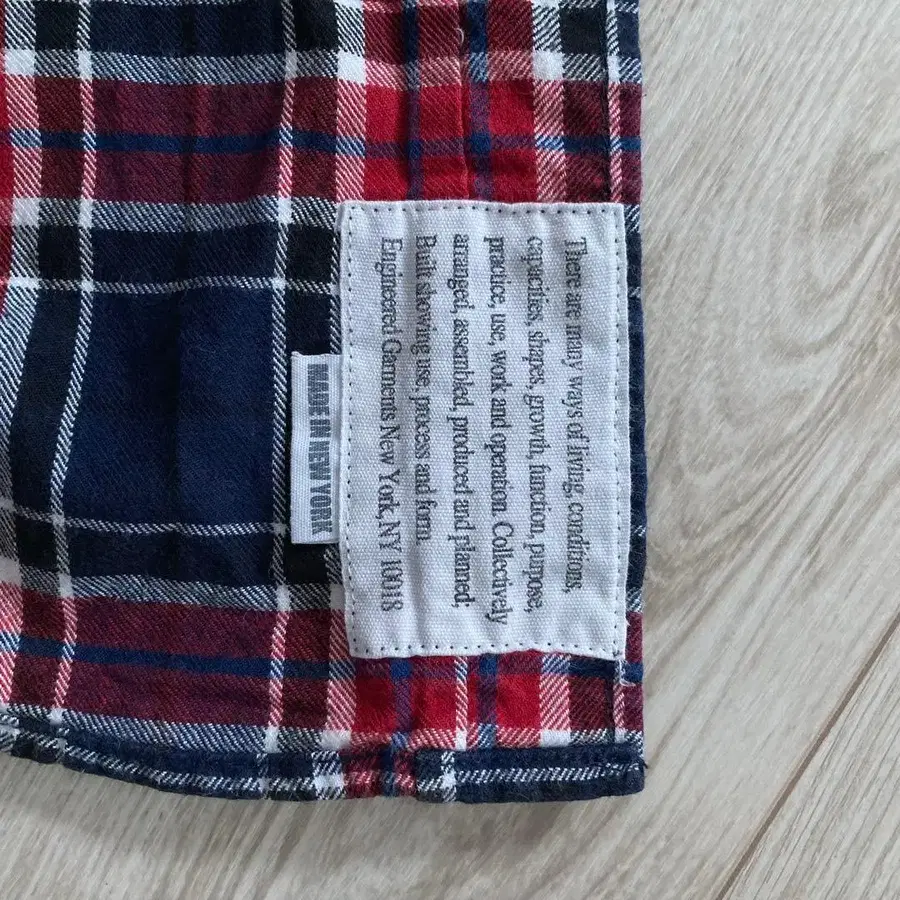 There are many ways of living, conditions,
capacities, shapes, growth, function, purpose,
practice, use, work and operation. Collectively
arranged, assembled, produced and planned;
Built showing use, process and form.
Engineered Garments New York, NY 10018
MADE IN NEW YORK